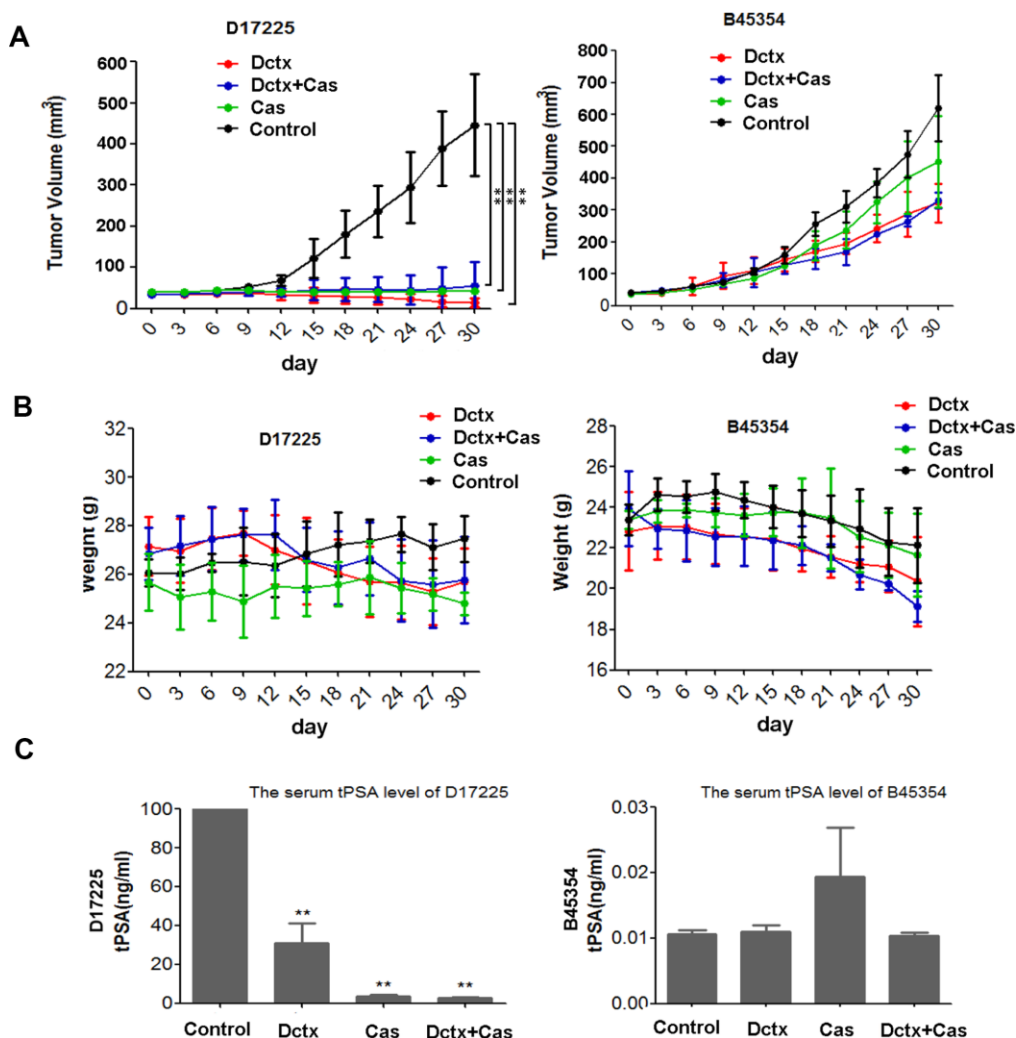 A
D17225
Dctx
Dctx+Cas
Cas
Control
Tumor Volume (mm³)
600
500
400
300
200
100
0
0 3 6 9 12 15 18 21 24 27 30
day
**
**
**
B45354
Dctx
Dctx+Cas
Cas
Control
Tumor Volume (mm³)
800
700
600
500
400
300
200
100
0
0 3 6 9 12 15 18 21 24 27 30
day
B
D17225
Dctx
Dctx+Cas
Cas
Control
weight (g)
32
30
28
26
24
22
0 3 6 9 12 15 18 21 24 27 30
day
B45354
Dctx
Dctx+Cas
Cas
Control
Weight (g)
28
26
24
22
20
18
16
0 3 6 9 12 15 18 21 24 27 30
day
C
The serum tPSA level of D17225
D17225
tPSA(ng/ml)
100
80
60
40
20
0
**
**
**
Control Dctx Cas Dctx+Cas
The serum tPSA level of B45354
B45354
tPSA(ng/ml)
0.03
0.02
0.01
0.00
Control Dctx Cas Dctx+Cas